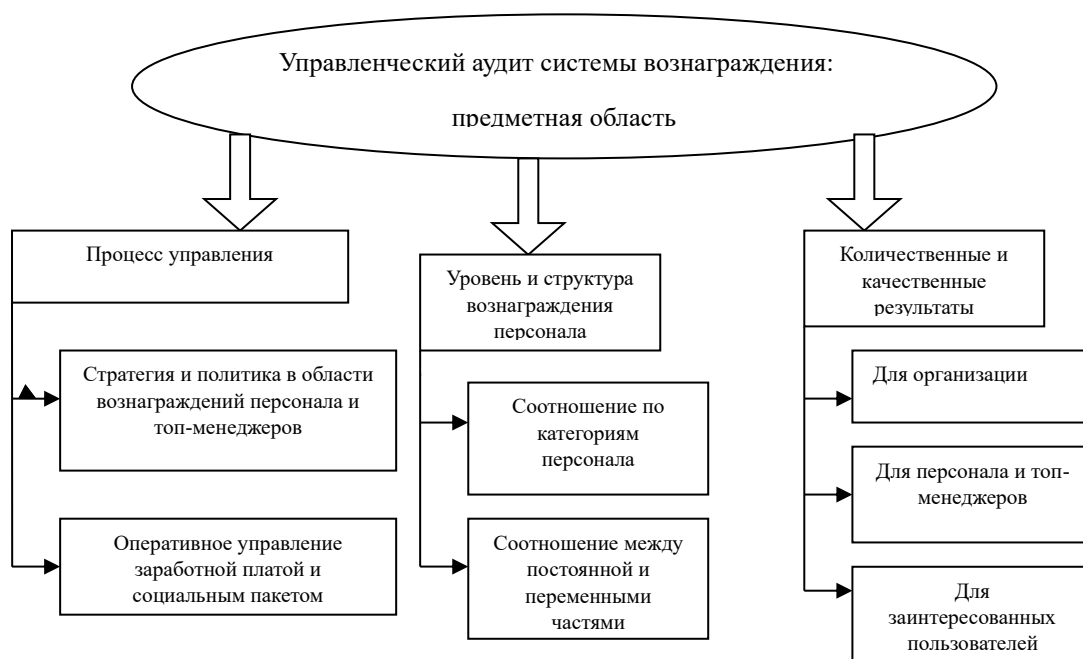 Управленческий аудит системы вознаграждения:
предметная область
Процесс управления
Стратегия и политика в области
вознаграждений персонала и
топ-менеджеров
Оперативное управление
заработной платой и
социальным пакетом
Уровень и структура
вознаграждения
персонала
Соотношение по
категориям
персонала
Соотношение между
постоянной и
переменными
частями
Количественные и
качественные
результаты
Для организации
Для персонала и топ-
менеджеров
Для
заинтересованных
пользователей